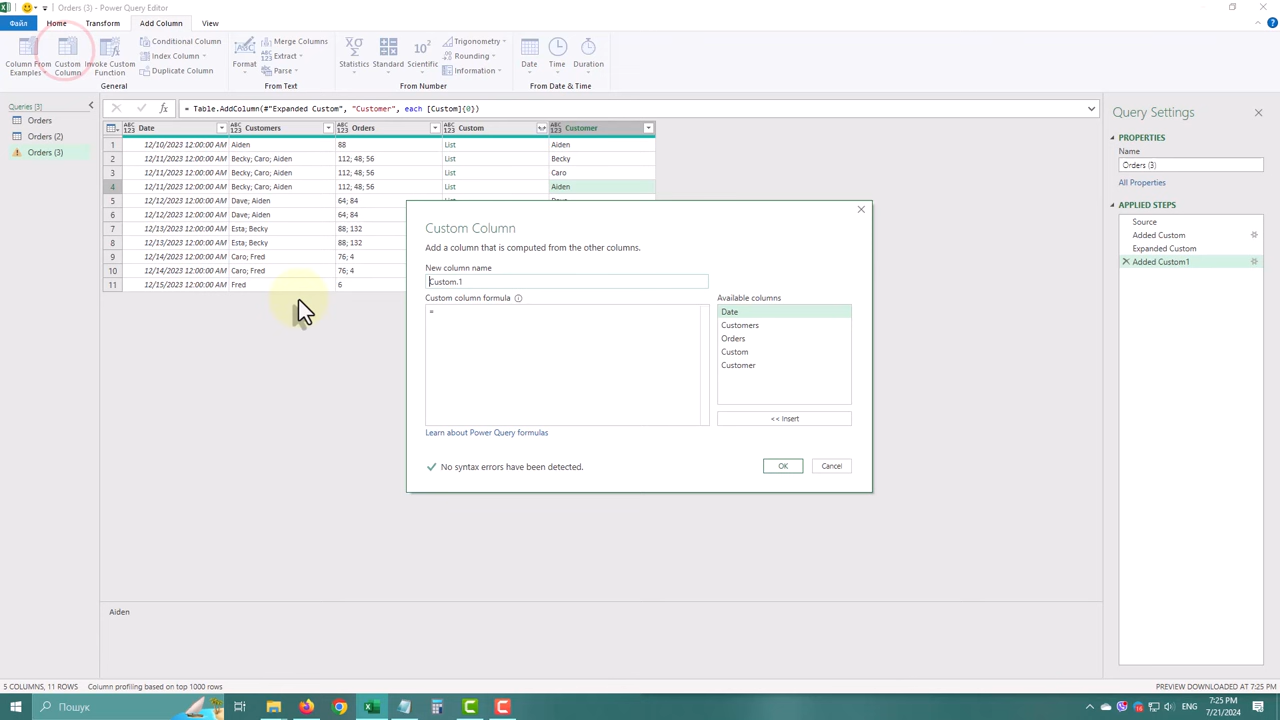 Orders (3) - Power Query Editor
Файл Home Transform Add Column View
Column From Examples
Custom Column
Invoke Custom Function
Conditional Column
Index Column
Duplicate Column
General
Format
Merge Columns
Extract
Parse
From Text
Statistics
Standard
Scientific
Trigonometry
Rounding
Information
From Number
Date
Time
Duration
From Date & Time
Queries [3]
Orders
Orders (2)
Orders (3)
= Table.AddColumn(#"Expanded Custom", "Customer", each [Custom]{0})
Date Customers Orders Custom Customer
1 12/10/2023 12:00:00 AM Aiden 88 List Aiden
2 12/11/2023 12:00:00 AM Becky; Caro; Aiden 112; 48; 56 List Becky
3 12/11/2023 12:00:00 AM Becky; Caro; Aiden 112; 48; 56 List Caro
4 12/11/2023 12:00:00 AM Becky; Caro; Aiden 112; 48; 56 List Aiden
5 12/12/2023 12:00:00 AM Dave; Aiden 64; 84
6 12/12/2023 12:00:00 AM Dave; Aiden 64; 84
7 12/13/2023 12:00:00 AM Esta; Becky 88; 132
8 12/13/2023 12:00:00 AM Esta; Becky 88; 132
9 12/14/2023 12:00:00 AM Caro; Fred 76; 4
10 12/14/2023 12:00:00 AM Caro; Fred 76; 4
11 12/15/2023 12:00:00 AM Fred 6
Custom Column
Add a column that is computed from the other columns.
New column name
Custom.1
Custom column formula
=
Available columns
Date
Customers
Orders
Custom
Customer
<< Insert
Learn about Power Query formulas
No syntax errors have been detected.
OK
Cancel
Query Settings
PROPERTIES
Name
Orders (3)
All Properties
APPLIED STEPS
Source
Added Custom
Expanded Custom
Added Custom1
Aiden
5 COLUMNS, 11 ROWS Column profiling based on top 1000 rows
PREVIEW DOWNLOADED AT 7:25 PM
Пошук
ENG
7:25 PM
7/21/2024